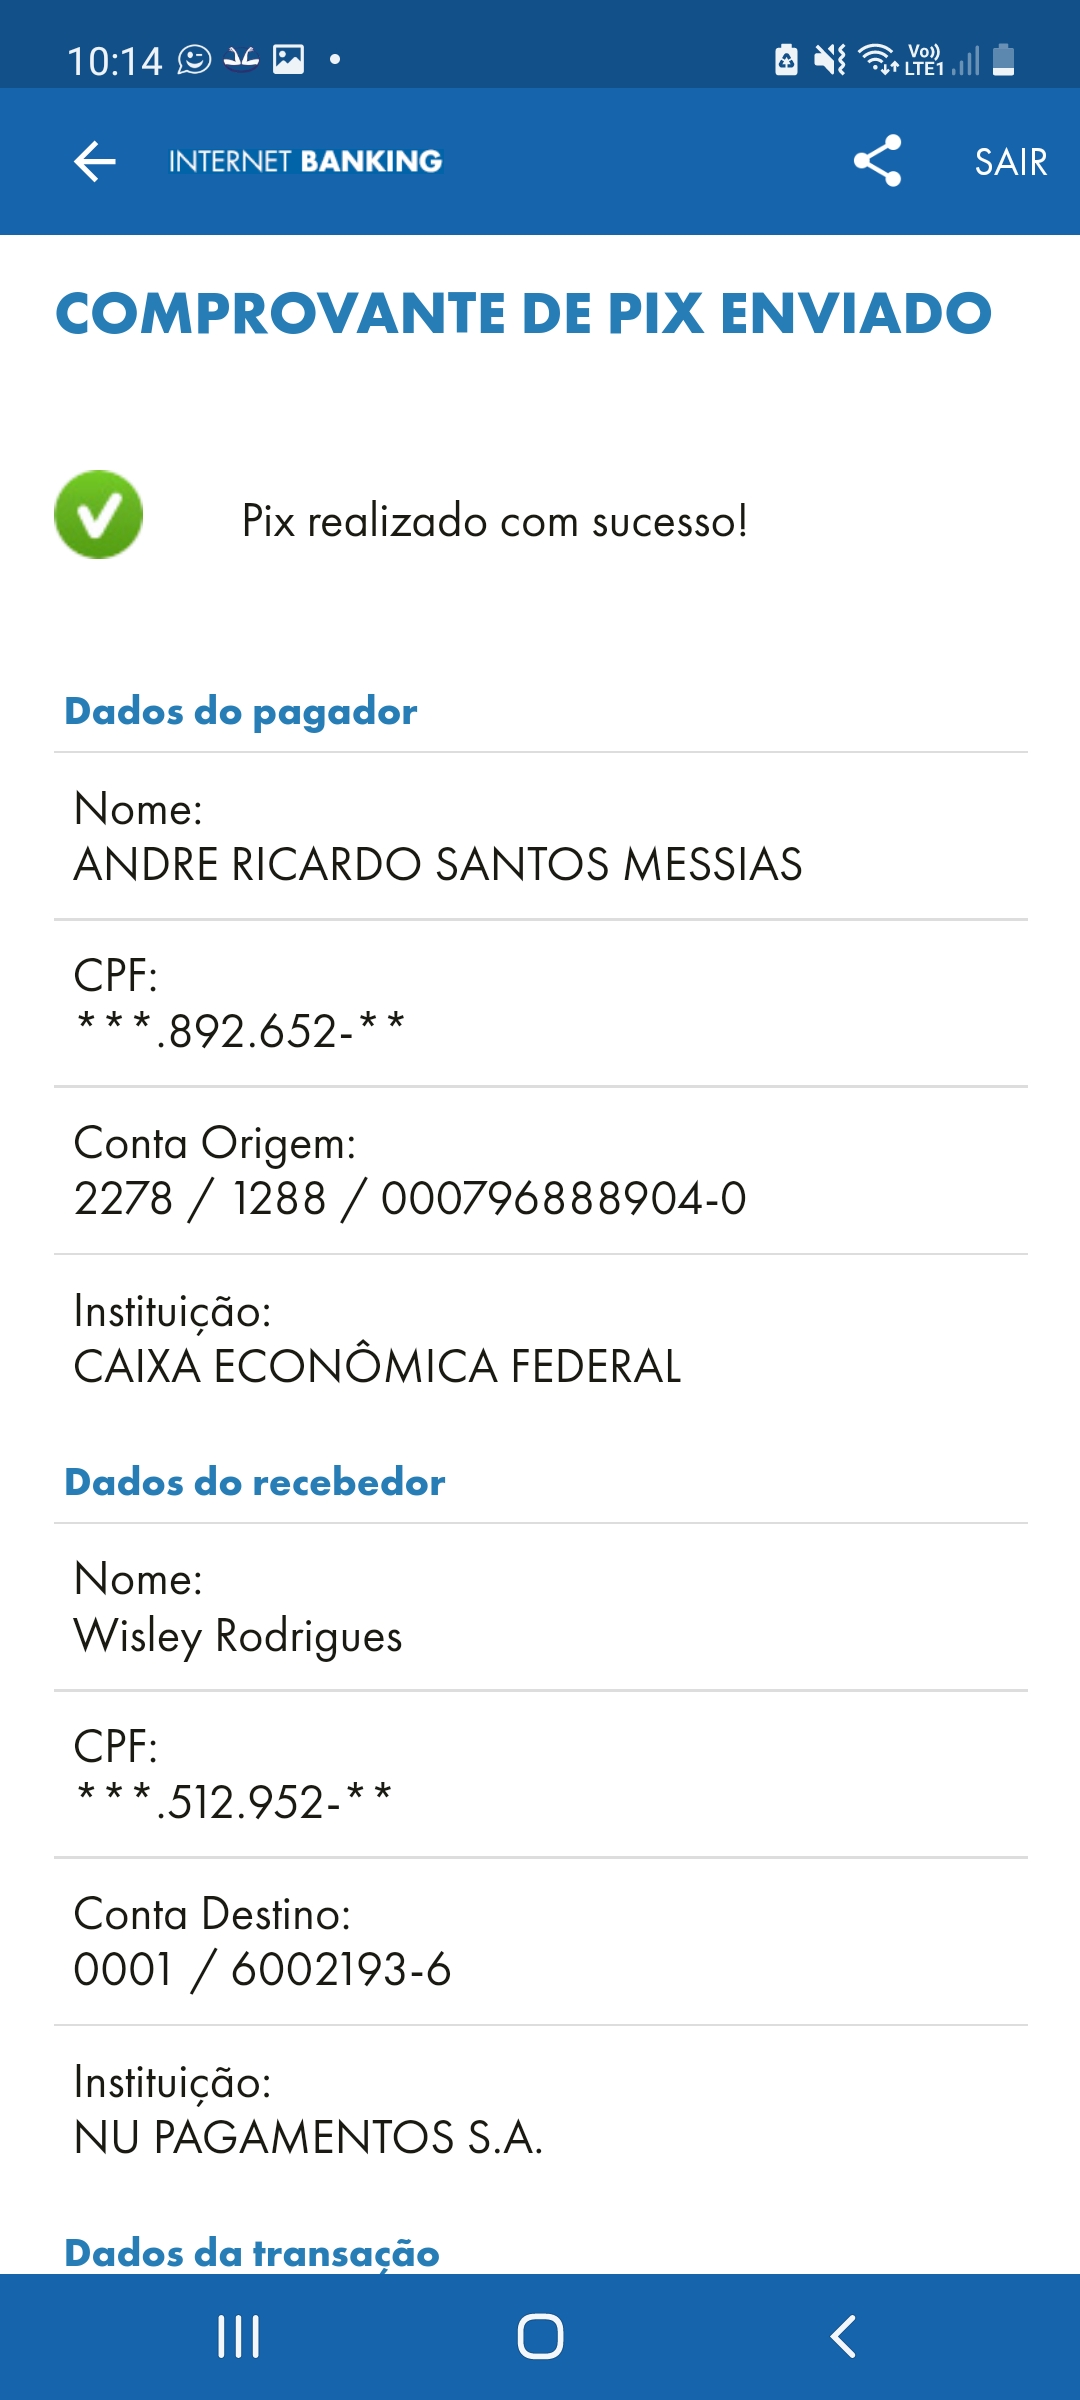 10:14
Vo))
LTE1
INTERNET BANKING
SAIR
COMPROVANTE DE PIX ENVIADO
Pix realizado com sucesso!
Dados do pagador
Nome:
ANDRE RICARDO SANTOS MESSIAS
CPF:
***.892.652-**
Conta Origem:
2278 / 1288 / 000796888904-0
Instituição:
CAIXA ECONÔMICA FEDERAL
Dados do recebedor
Nome:
Wisley Rodrigues
CPF:
***.512.952-**
Conta Destino:
0001 / 6002193-6
Instituição:
NU PAGAMENTOS S.A.
Dados da transação